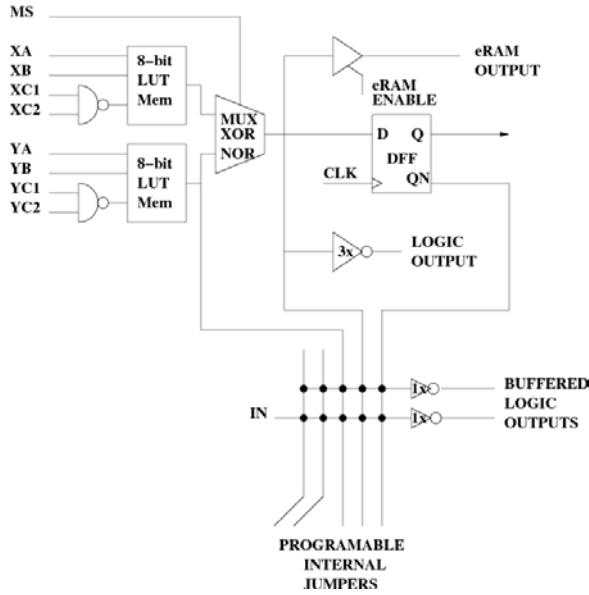 MS
XA
XB
XC1
XC2
8-bit
LUT
Mem
YA
YB
YC1
YC2
8-bit
LUT
Mem
MUX
XOR
NOR
eRAM
OUTPUT
eRAM
ENABLE
D Q
DFF
CLK
QN
3x
LOGIC
OUTPUT
1x
BUFFERED
LOGIC
OUTPUTS
IN
1x
PROGRAMABLE
INTERNAL
JUMPERS